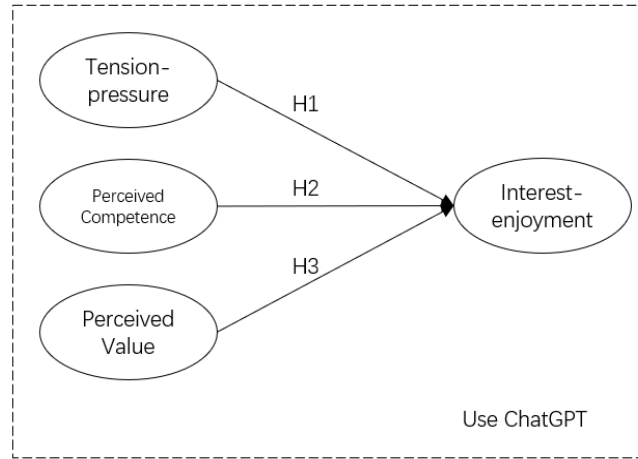 Tension-
pressure
H1
Perceived
Competence
H2
Interest-
enjoyment
H3
Perceived
Value
Use ChatGPT